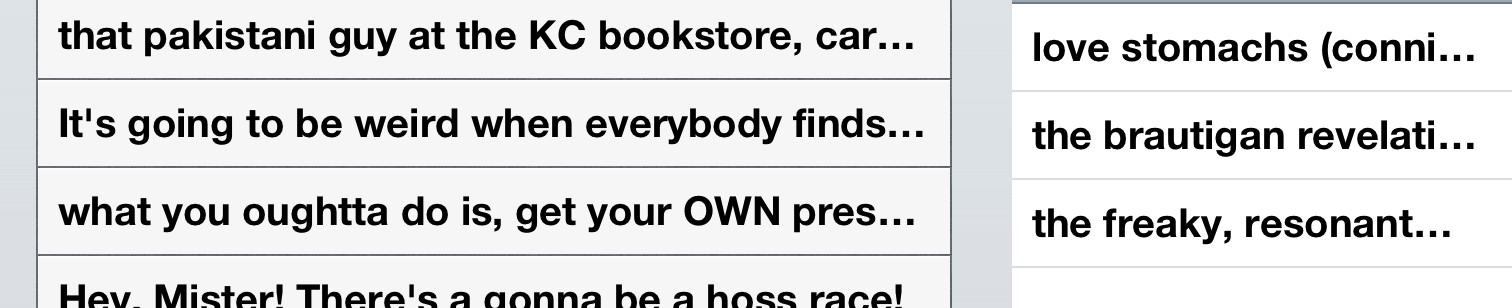 that pakistani guy at the KC bookstore, car...
It's going to be weird when everybody finds...
what you oughtta do is, get your OWN pres...
Hey, Mister! There's a gonna be a hoss race!
love stomachs (conni...
the brautigan revelati...
the freaky, resonant...